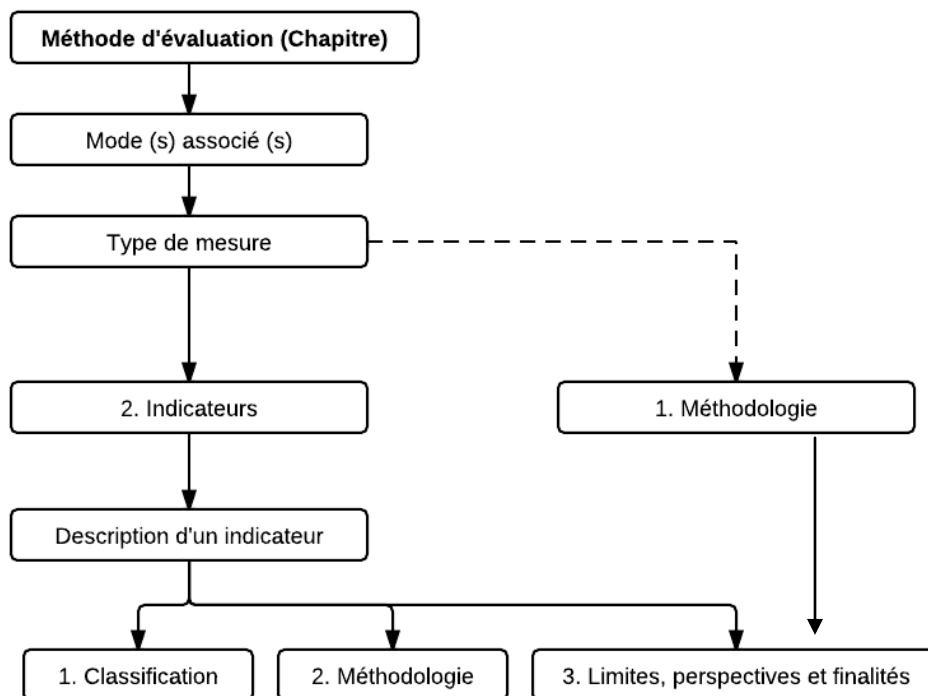 Méthode d'évaluation (Chapitre)
Mode (s) associé (s)
Type de mesure
2. Indicateurs
1. Méthodologie
Description d'un indicateur
1. Classification
2. Méthodologie
3. Limites, perspectives et finalités